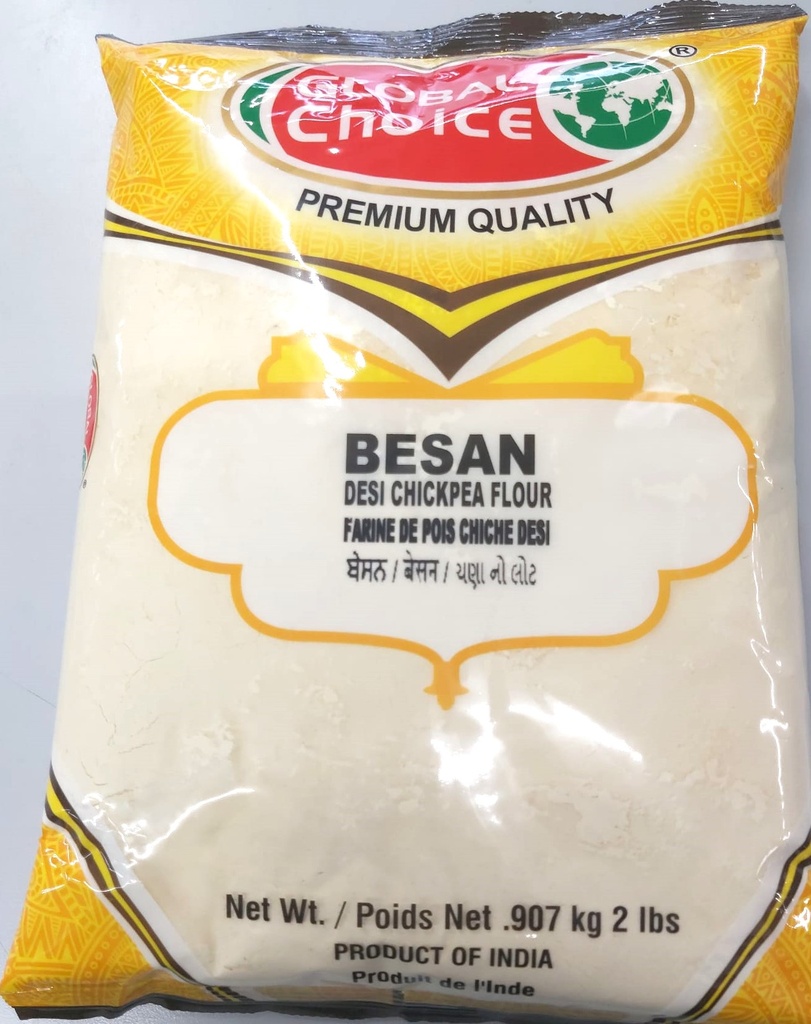 GLOBAL
CHOICE
®
PREMIUM QUALITY
BESAN
DESI CHICKPEA FLOUR
FARINE DE POIS CHICHE DESI
ਬੇਸਨ / बेसन / ચણા નો લોટ
Net Wt. / Poids Net .907 kg 2 lbs
PRODUCT OF INDIA
Produit de l'Inde